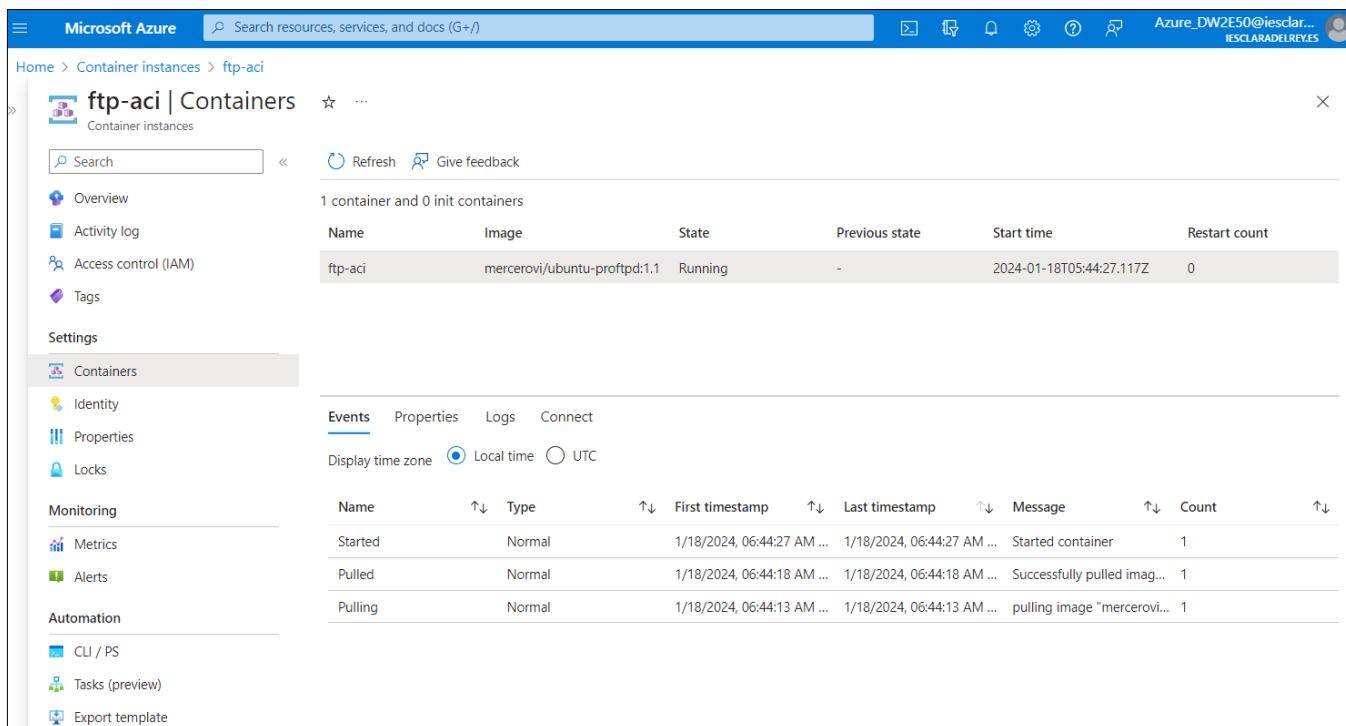 Microsoft Azure
Search resources, services, and docs (G+/)
Azure_DW2E50@iesclar...
IESCLARADELREY.ES
Home > Container instances > ftp-aci
ftp-aci | Containers
Container instances
Search
Refresh Give feedback
Overview
Activity log
Access control (IAM)
Tags
Settings
Containers
Identity
Properties
Locks
Monitoring
Metrics
Alerts
Automation
CLI / PS
Tasks (preview)
Export template
1 container and 0 init containers
Name Image State Previous state Start time Restart count
ftp-aci mercerovi/ubuntu-proftpd:1.1 Running - 2024-01-18T05:44:27.117Z 0
Events Properties Logs Connect
Display time zone Local time UTC
Name Type First timestamp Last timestamp Message Count
Started Normal 1/18/2024, 06:44:27 AM ... 1/18/2024, 06:44:27 AM ... Started container 1
Pulled Normal 1/18/2024, 06:44:18 AM ... 1/18/2024, 06:44:18 AM ... Successfully pulled imag... 1
Pulling Normal 1/18/2024, 06:44:13 AM ... 1/18/2024, 06:44:13 AM ... pulling image "mercerovi... 1